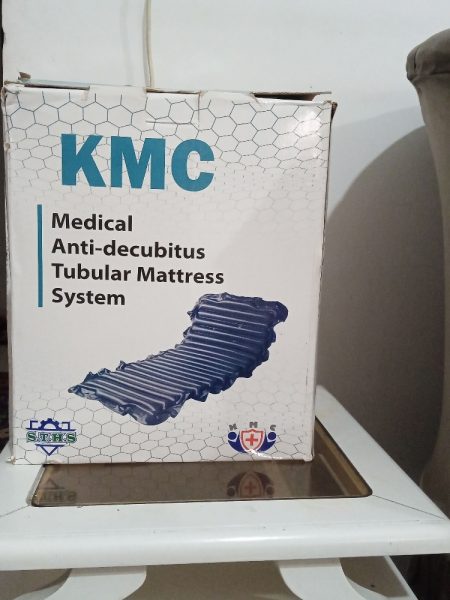 KMC
Medical
Anti-decubitus
Tubular Mattress
System
S.T.H.S
K M C